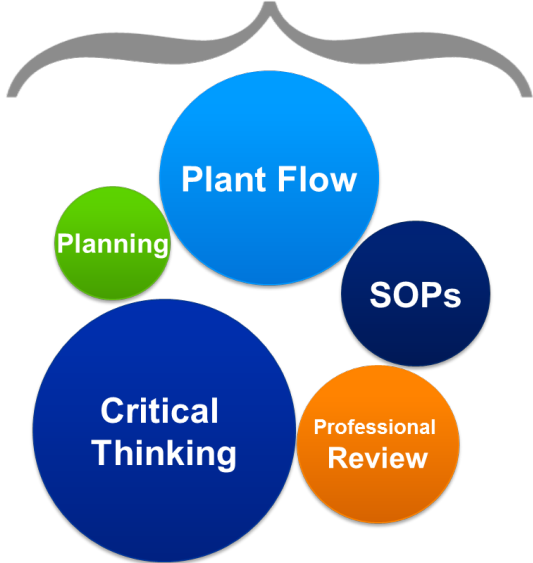 Plant Flow
Planning
SOPs
Critical
Thinking
Professional
Review